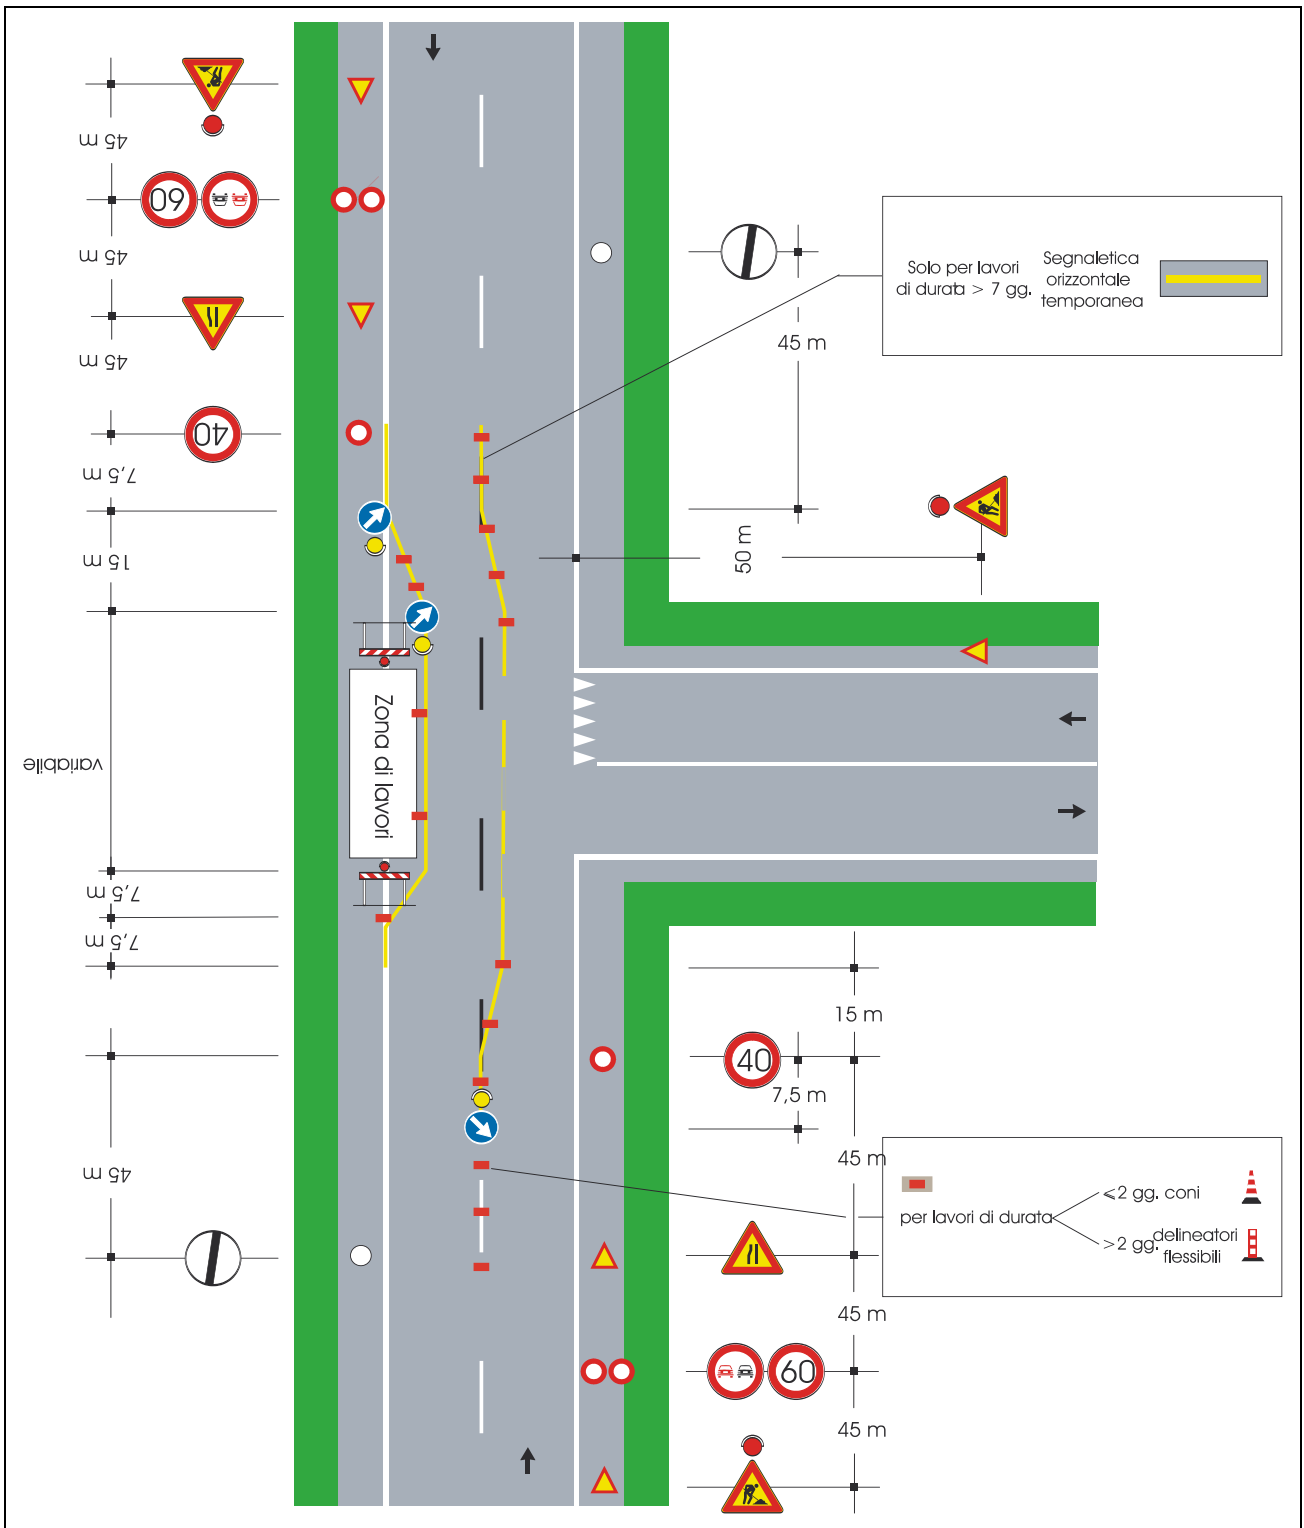 45 m
60
45 m
45 m
40
7,5 m
15 m
variabile
7,5 m
7,5 m
45 m
Zona di lavori
Solo per lavori
di durata > 7 gg.
Segnaletica
orizzontale
temporanea
45 m
50 m
15 m
40
7,5 m
45 m
per lavori di durata
<2 gg. coni
>2 gg. delineatori
flessibili
45 m
60
45 m